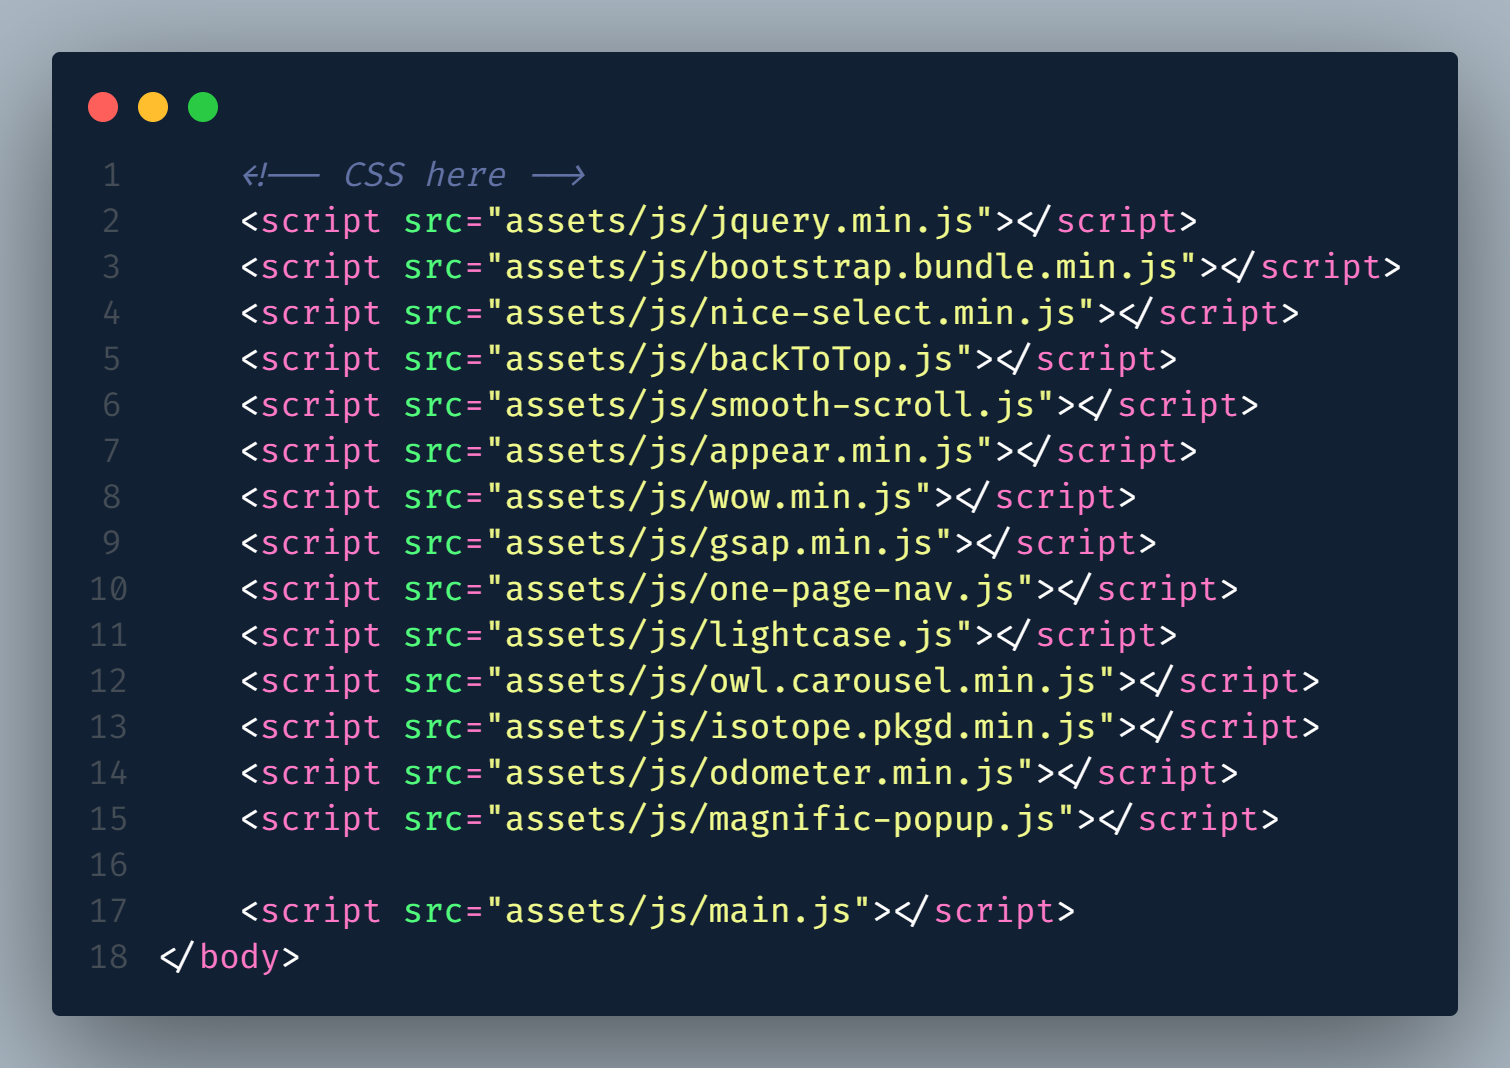 1 <!-- CSS here -->
2 <script src="assets/js/jquery.min.js"></script>
3 <script src="assets/js/bootstrap.bundle.min.js"></script>
4 <script src="assets/js/nice-select.min.js"></script>
5 <script src="assets/js/backToTop.js"></script>
6 <script src="assets/js/smooth-scroll.js"></script>
7 <script src="assets/js/appear.min.js"></script>
8 <script src="assets/js/wow.min.js"></script>
9 <script src="assets/js/gsap.min.js"></script>
10 <script src="assets/js/one-page-nav.js"></script>
11 <script src="assets/js/lightcase.js"></script>
12 <script src="assets/js/owl.carousel.min.js"></script>
13 <script src="assets/js/isotope.pkgd.min.js"></script>
14 <script src="assets/js/odometer.min.js"></script>
15 <script src="assets/js/magnific-popup.js"></script>
16
17 <script src="assets/js/main.js"></script>
18 </body>